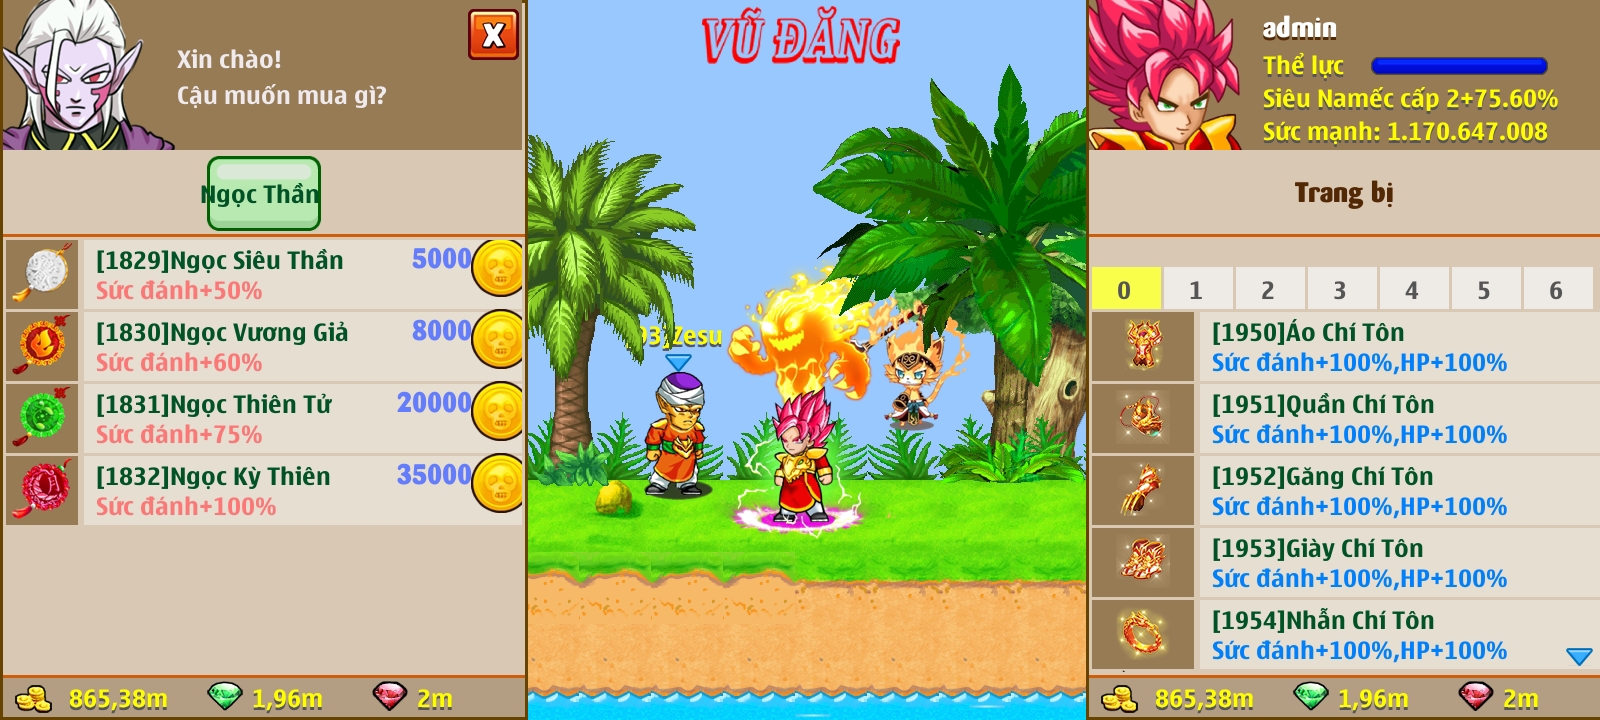 Xin chào!
Cậu muốn mua gì?
X
Ngọc Thần
[1829]Ngọc Siêu Thần
5000
Sức đánh+50%
[1830]Ngọc Vương Giả
8000
Sức đánh+60%
[1831]Ngọc Thiên Tử
20000
Sức đánh+75%
[1832]Ngọc Kỳ Thiên
35000
Sức đánh+100%
865,38m
1,96m
2m
VŨ ĐĂNG
93,Zesu
admin
Thể lực
Siêu Namếc cấp 2+75.60%
Sức mạnh: 1.170.647.008
Trang bị
0 1 2 3 4 5 6
[1950]Áo Chí Tôn
Sức đánh+100%,HP+100%
[1951]Quần Chí Tôn
Sức đánh+100%,HP+100%
[1952]Găng Chí Tôn
Sức đánh+100%,HP+100%
[1953]Giày Chí Tôn
Sức đánh+100%,HP+100%
[1954]Nhẫn Chí Tôn
Sức đánh+100%,HP+100%
865,38m
1,96m
2m